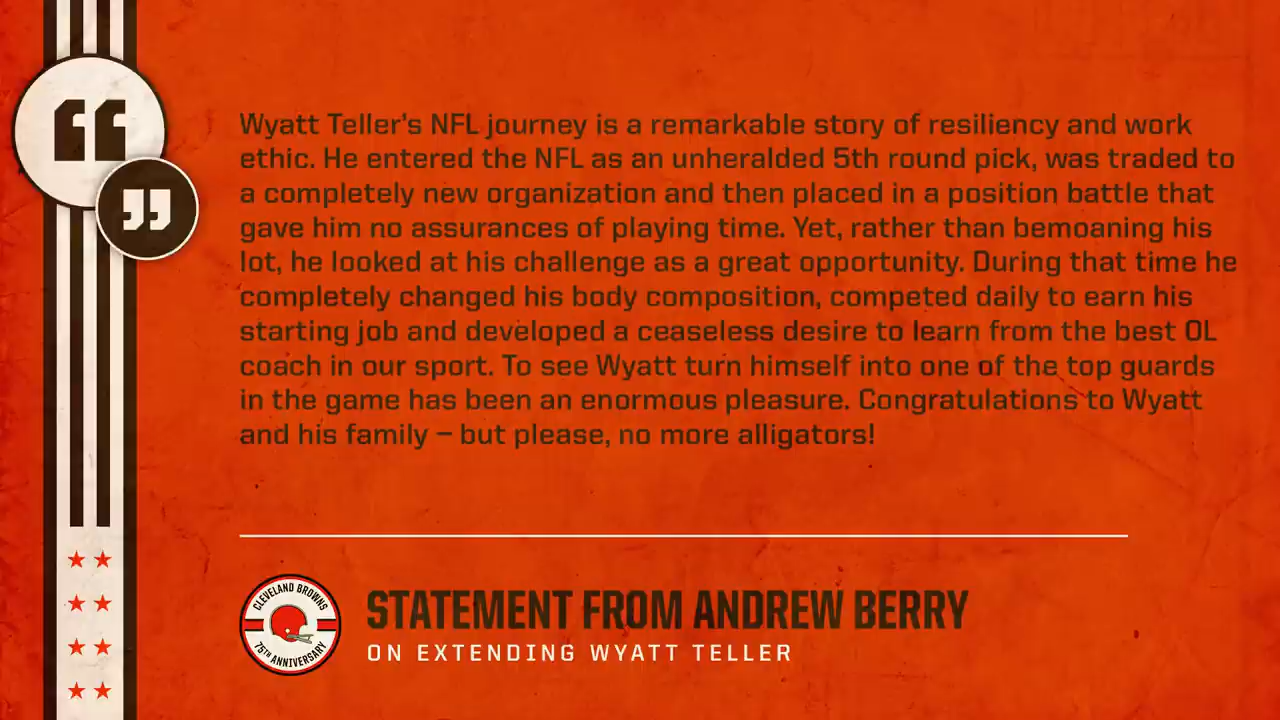 Wyatt Teller's NFL journey is a remarkable story of resiliency and work
ethic. He entered the NFL as an unheralded 5th round pick, was traded to
a completely new organization and then placed in a position battle that
gave him no assurances of playing time. Yet, rather than bemoaning his
lot, he looked at his challenge as a great opportunity. During that time he
completely changed his body composition, competed daily to earn his
starting job and developed a ceaseless desire to learn from the best OL
coach in our sport. To see Wyatt turn himself into one of the top guards
in the game has been an enormous pleasure. Congratulations to Wyatt
and his family – but please, no more alligators!
CLEVELAND BROWNS
75TH ANNIVERSARY
STATEMENT FROM ANDREW BERRY
ON EXTENDING WYATT TELLER